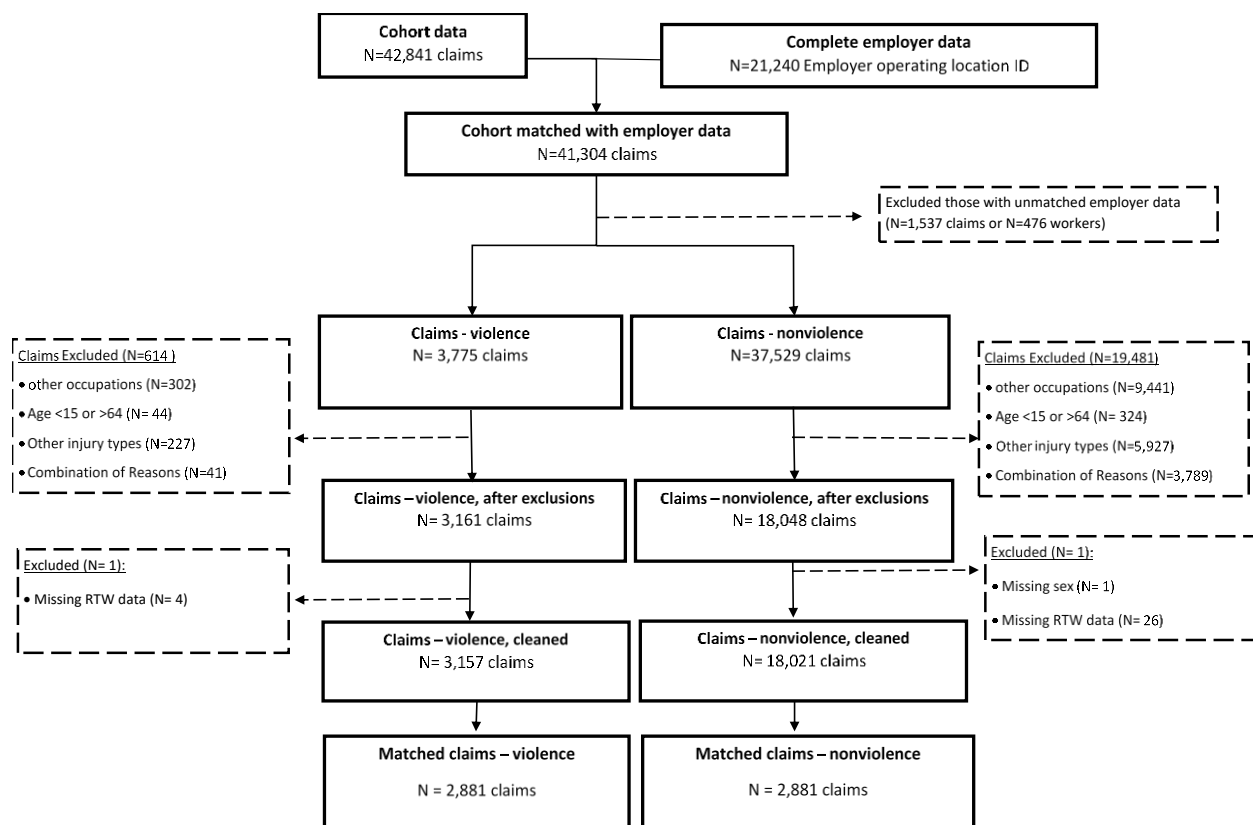 Cohort data
N=42,841 claims
Complete employer data
N=21,240 Employer operating location ID
Cohort matched with employer data
N=41,304 claims
Excluded those with unmatched employer data
(N=1,537 claims or N=476 workers)
Claims - violence
N= 3,775 claims
Claims - nonviolence
N=37,529 claims
Claims Excluded (N=614 )
• other occupations (N=302)
• Age <15 or >64 (N= 44)
• Other injury types (N=227)
• Combination of Reasons (N=41)
Claims Excluded (N=19,481)
• other occupations (N=9,441)
• Age <15 or >64 (N= 324)
• Other injury types (N=5,927)
• Combination of Reasons (N=3,789)
Claims – violence, after exclusions
N= 3,161 claims
Claims – nonviolence, after exclusions
N= 18,048 claims
Excluded (N= 1):
• Missing RTW data (N= 4)
Excluded (N= 1):
• Missing sex (N= 1)
• Missing RTW data (N= 26)
Claims – violence, cleaned
N= 3,157 claims
Claims – nonviolence, cleaned
N= 18,021 claims
Matched claims – violence
N = 2,881 claims
Matched claims – nonviolence
N = 2,881 claims